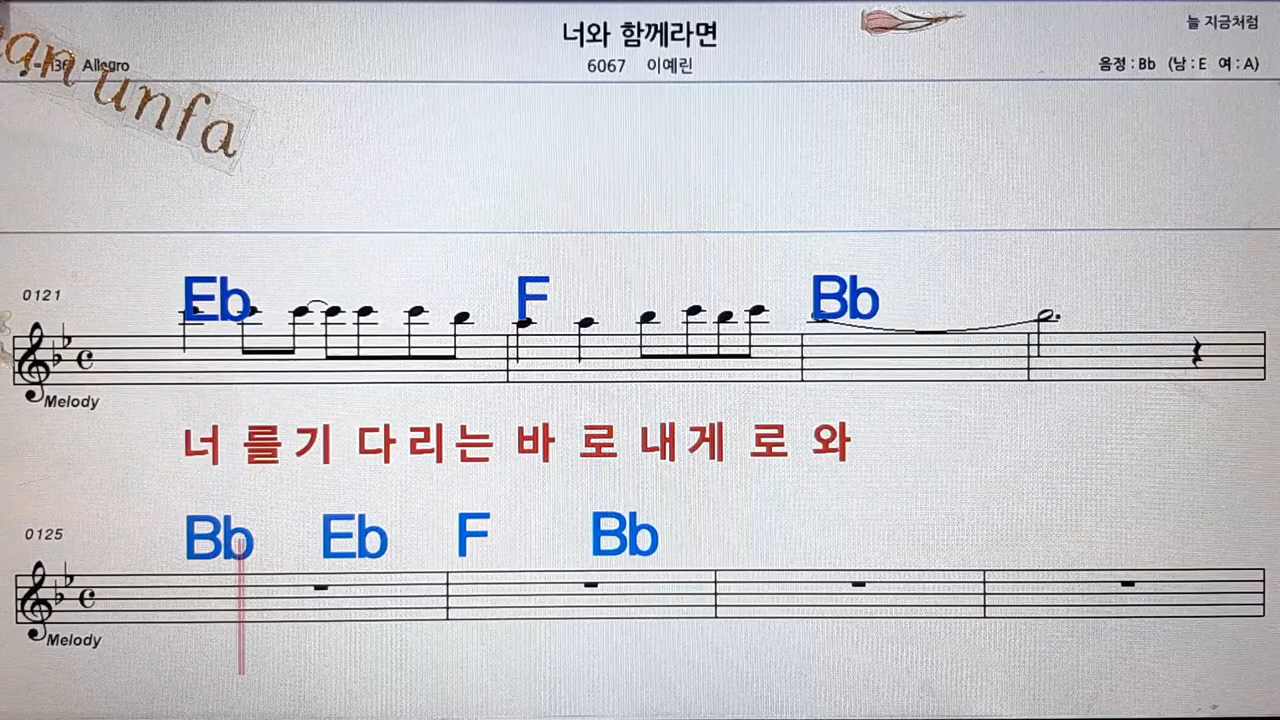 너와 함께라면
늘 지금처럼
6067 이예린
Allegro
음정 : Bb (남 : E 여 : A)
unfa
Eb F Bb
0121
Melody
너 를기 다리는 바 로 내게 로 와
Bb Eb F Bb
0125
Melody